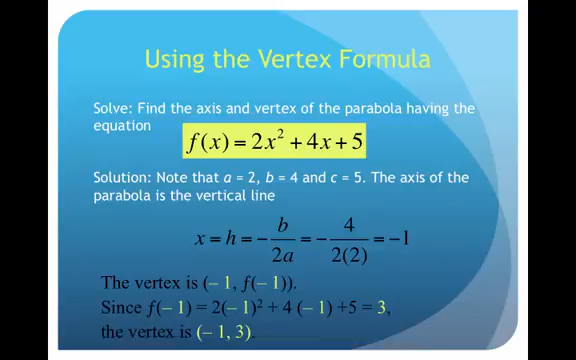 Using the Vertex Formula
Solve: Find the axis and vertex of the parabola having the
equation
f(x) = 2x² + 4x + 5
Solution: Note that a = 2, b = 4 and c = 5. The axis of the
parabola is the vertical line
x = h = −b/2a = −4/2(2) = −1
The vertex is (– 1, ƒ(– 1)).
Since ƒ(– 1) = 2(– 1)² + 4 (– 1) +5 = 3,
the vertex is (– 1, 3).